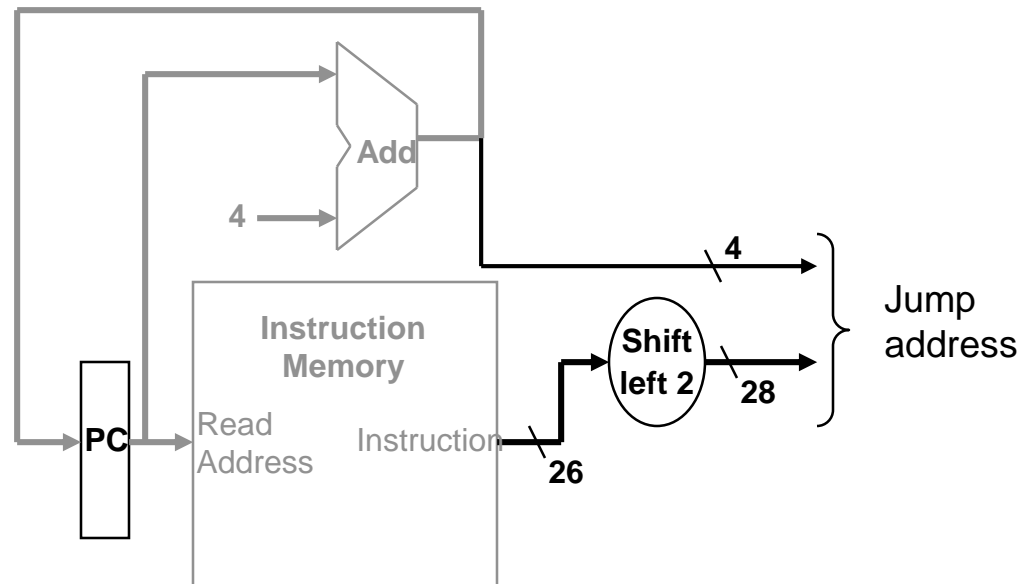 Add
4
4
Instruction
Memory
Shift
left 2
Jump
address
28
PC
Read
Address
Instruction
26